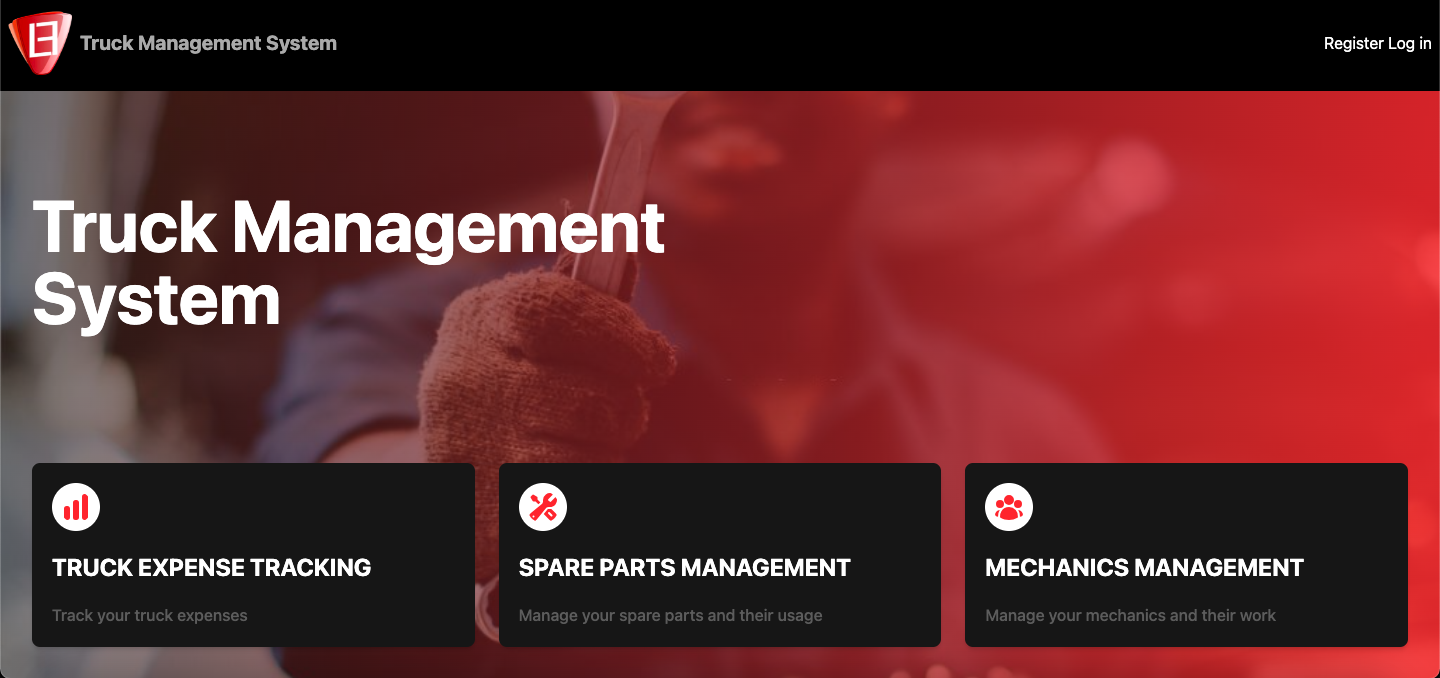 Truck Management System
Register Log in
Truck Management
System
TRUCK EXPENSE TRACKING
Track your truck expenses
SPARE PARTS MANAGEMENT
Manage your spare parts and their usage
MECHANICS MANAGEMENT
Manage your mechanics and their work